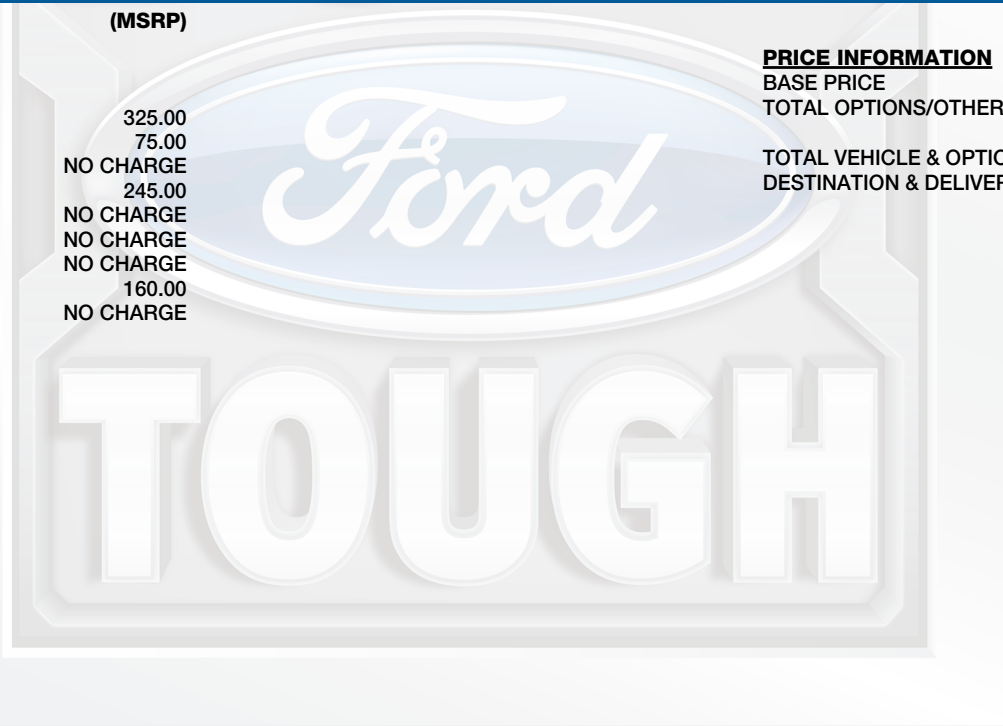 (MSRP)
325.00
75.00
NO CHARGE
245.00
NO CHARGE
NO CHARGE
NO CHARGE
160.00
NO CHARGE
PRICE INFORMATION
BASE PRICE
TOTAL OPTIONS/OTHER
TOTAL VEHICLE & OPTIO
DESTINATION & DELIVER
Ford
TOUGH